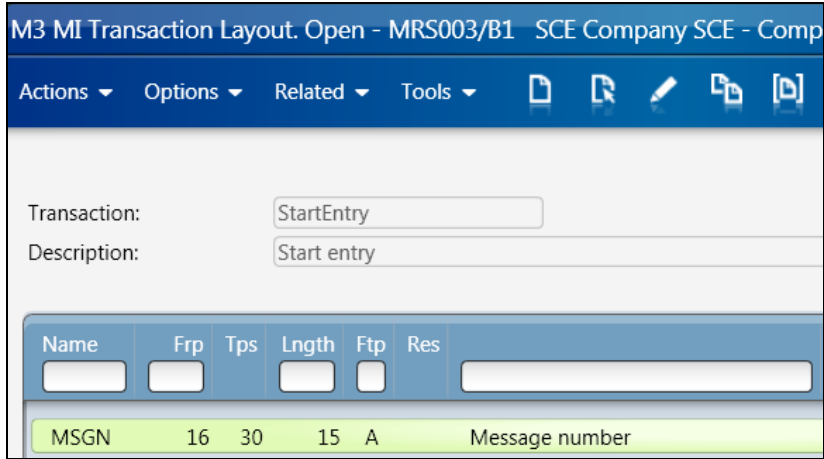 M3 MI Transaction Layout. Open - MRS003/B1 SCE Company SCE - Comp
Actions Options Related Tools
Transaction: StartEntry
Description: Start entry
Name Frp Tps Lngth Ftp Res
MSGN 16 30 15 A Message number